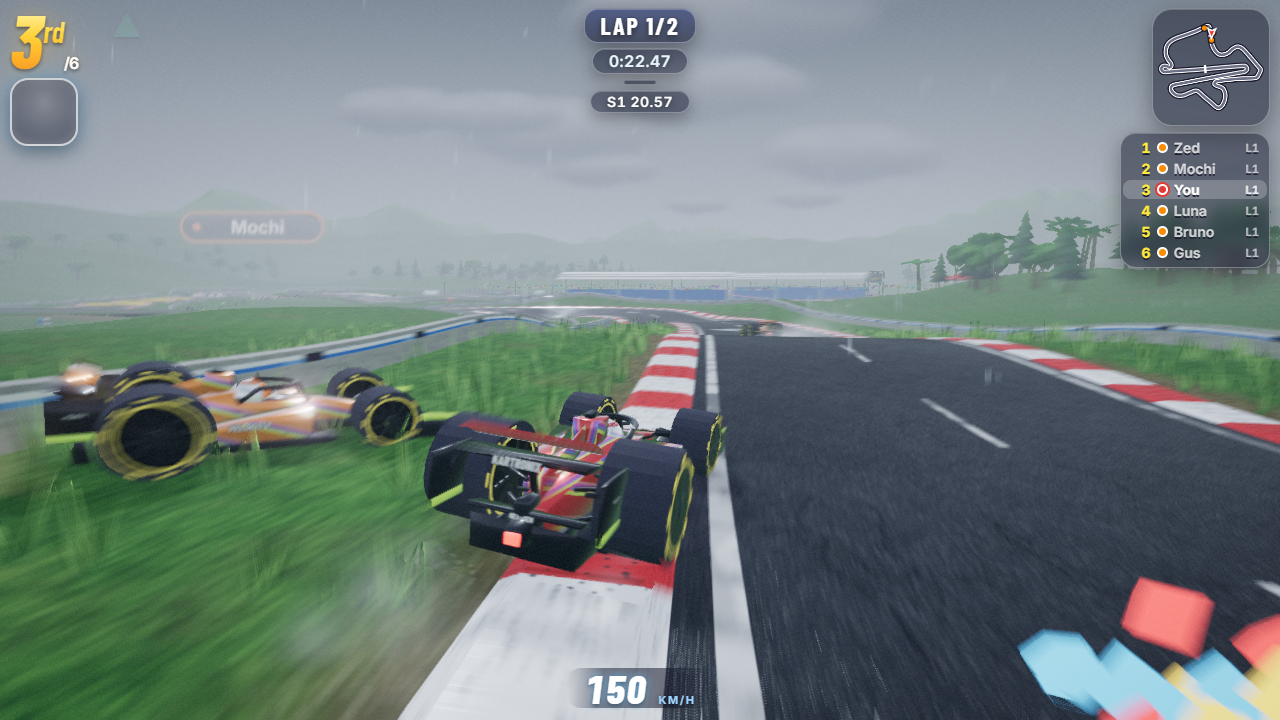 3rd
/6
LAP 1/2
0:22.47
S1 20.57
1 Zed L1
2 Mochi L1
3 You L1
4 Luna L1
5 Bruno L1
6 Gus L1
Mochi
150 KM/H